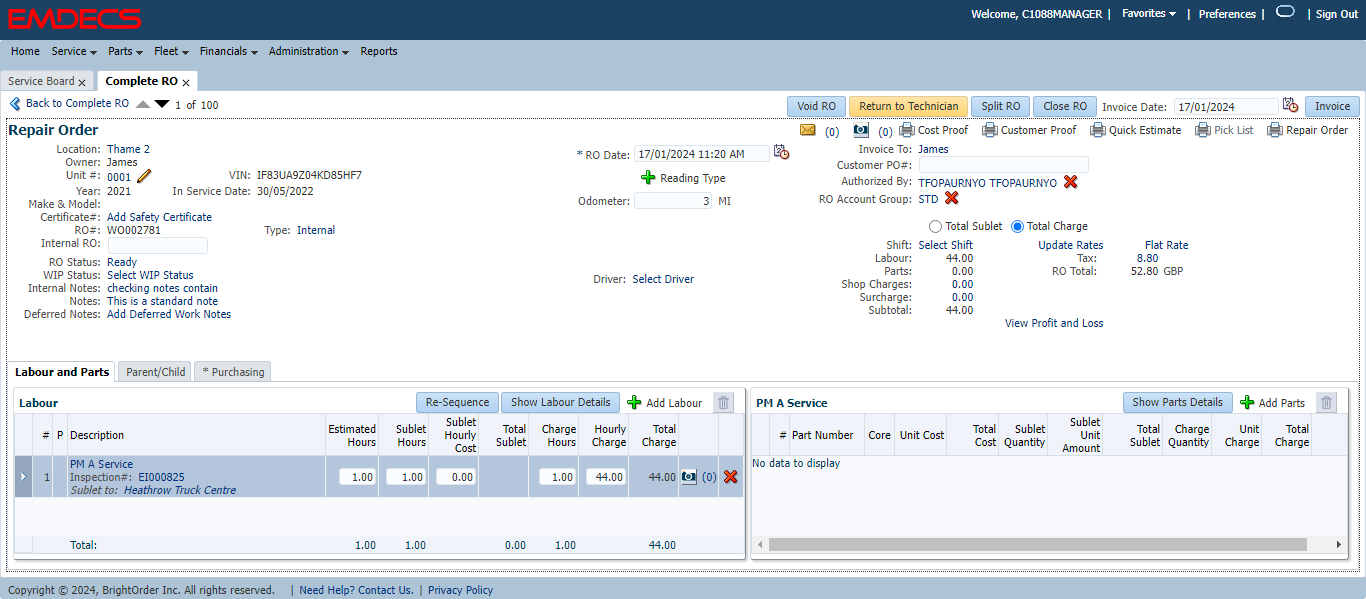 EMDECS
Welcome, C1088MANAGER | Favorites | Preferences | | Sign Out
Home Service Parts Fleet Financials Administration Reports
Service Board x Complete RO x
Back to Complete RO 1 of 100
Void RO Return to Technician Split RO Close RO Invoice Date: 17/01/2024 Invoice
Repair Order
(0) (0) Cost Proof Customer Proof Quick Estimate Pick List Repair Order
Location: Thame 2
Owner: James
Unit #: 0001 VIN: IF83UA9Z04KD85HF7
Year: 2021 In Service Date: 30/05/2022
Make & Model:
Certificate#: Add Safety Certificate
RO#: WO002781 Type: Internal
Internal RO:
RO Status: Ready
WIP Status: Select WIP Status
Internal Notes: checking notes contain
Notes: This is a standard note
Deferred Notes: Add Deferred Work Notes
* RO Date: 17/01/2024 11:20 AM
Reading Type
Odometer: 3 MI
Driver: Select Driver
Invoice To: James
Customer PO#:
Authorized By: TFOPAURNYO TFOPAURNYO
RO Account Group: STD
Total Sublet Total Charge
Shift: Select Shift Update Rates Flat Rate
Labour: 44.00 Tax: 8.80
Parts: 0.00 RO Total: 52.80 GBP
Shop Charges: 0.00
Surcharge: 0.00
Subtotal: 44.00
View Profit and Loss
Labour and Parts Parent/Child * Purchasing
Labour Re-Sequence Show Labour Details Add Labour
# P Description Estimated Hours Sublet Hours Sublet Hourly Cost Total Sublet Charge Hours Hourly Charge Total Charge
1 PM A Service 1.00 1.00 0.00 1.00 44.00 44.00 (0)
Inspection#: EI000825
Sublet to: Heathrow Truck Centre
Total: 1.00 1.00 0.00 1.00 44.00
PM A Service Show Parts Details Add Parts
# Part Number Core Unit Cost Total Cost Sublet Quantity Sublet Unit Amount Total Sublet Charge Quantity Unit Charge Total Charge
No data to display
Copyright © 2024, BrightOrder Inc. All rights reserved. | Need Help? Contact Us. | Privacy Policy